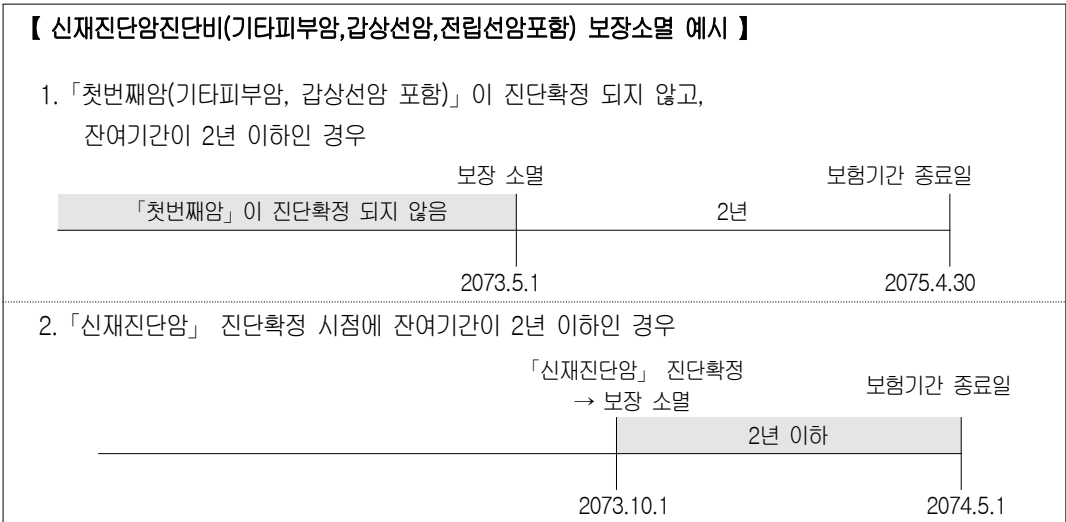 【 신재진단암진단비(기타피부암,갑상선암,전립선암포함) 보장소멸 예시 】
1.「첫번째암(기타피부암, 갑상선암 포함)」이 진단확정 되지 않고,
잔여기간이 2년 이하인 경우
보장 소멸 보험기간 종료일
「첫번째암」이 진단확정 되지 않음 2년
2073.5.1 2075.4.30
2.「신재진단암」 진단확정 시점에 잔여기간이 2년 이하인 경우
「신재진단암」 진단확정
→ 보장 소멸 보험기간 종료일
2년 이하
2073.10.1 2074.5.1